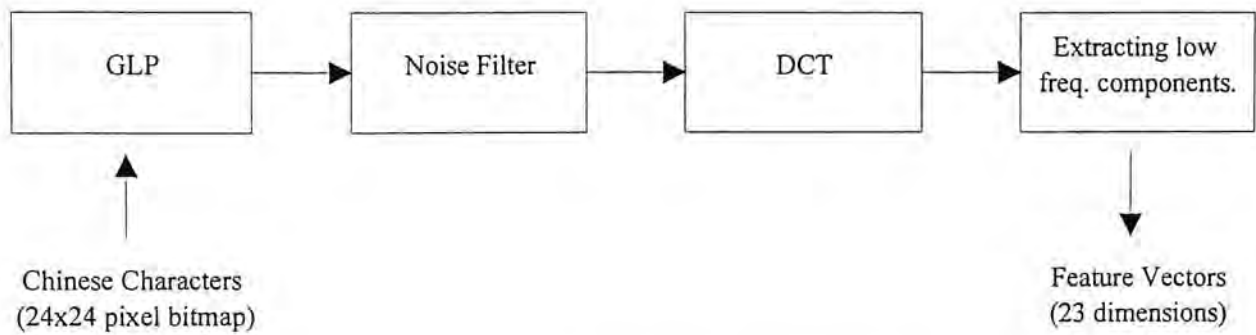 GLP
Noise Filter
DCT
Extracting low
freq. components.
Chinese Characters
(24x24 pixel bitmap)
Feature Vectors
(23 dimensions)